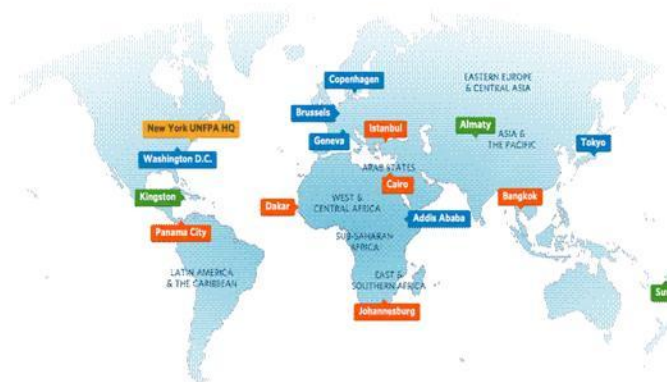 Copenhagen
EASTERN EUROPE
& CENTRAL ASIA
Brussels
New York UNFPA HQ
Istanbul
Almaty
Geneva
ASIA &
THE PACIFIC
Tokyo
Washington D.C.
ARAB STATES
Cairo
Kingston
WEST &
CENTRAL AFRICA
Bangkok
Dakar
Addis Ababa
Panama City
SUB-SAHARAN
AFRICA
LATIN AMERICA
& THE CARIBBEAN
EAST &
SOUTHERN AFRICA
Johannesburg